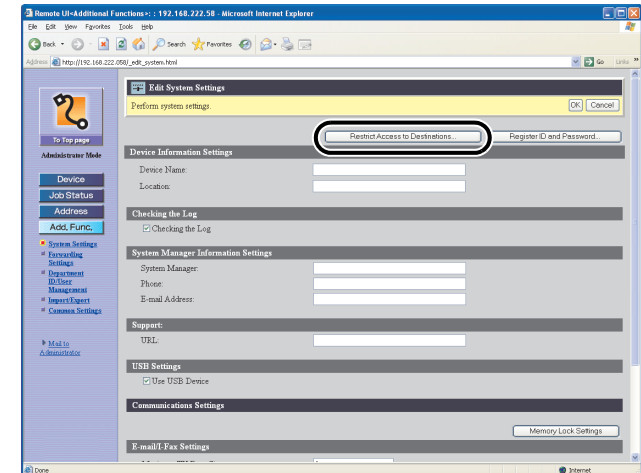 Remote UI<Additional Functions>: : 192.168.222.58 - Microsoft Internet Explorer
File Edit View Favorites Tools Help
Back Search Favorites
Address http://192.168.222.058/_edit_system.html Go Links »
To Top page
Administrator Mode
Device
Job Status
Address
Add. Func.
System Settings
Forwarding
Settings
Department
ID/User
Management
Import/Export
Common Settings
Mail to
Administrator
Edit System Settings
Perform system settings. OK Cancel
Restrict Access to Destinations... Register ID and Password...
Device Information Settings
Device Name:
Location:
Checking the Log
Checking the Log
System Manager Information Settings
System Manager:
Phone:
E-mail Address:
Support:
URL:
USB Settings
Use USB Device
Communications Settings
Memory Lock Settings
E-mail/I-Fax Settings
Done Internet